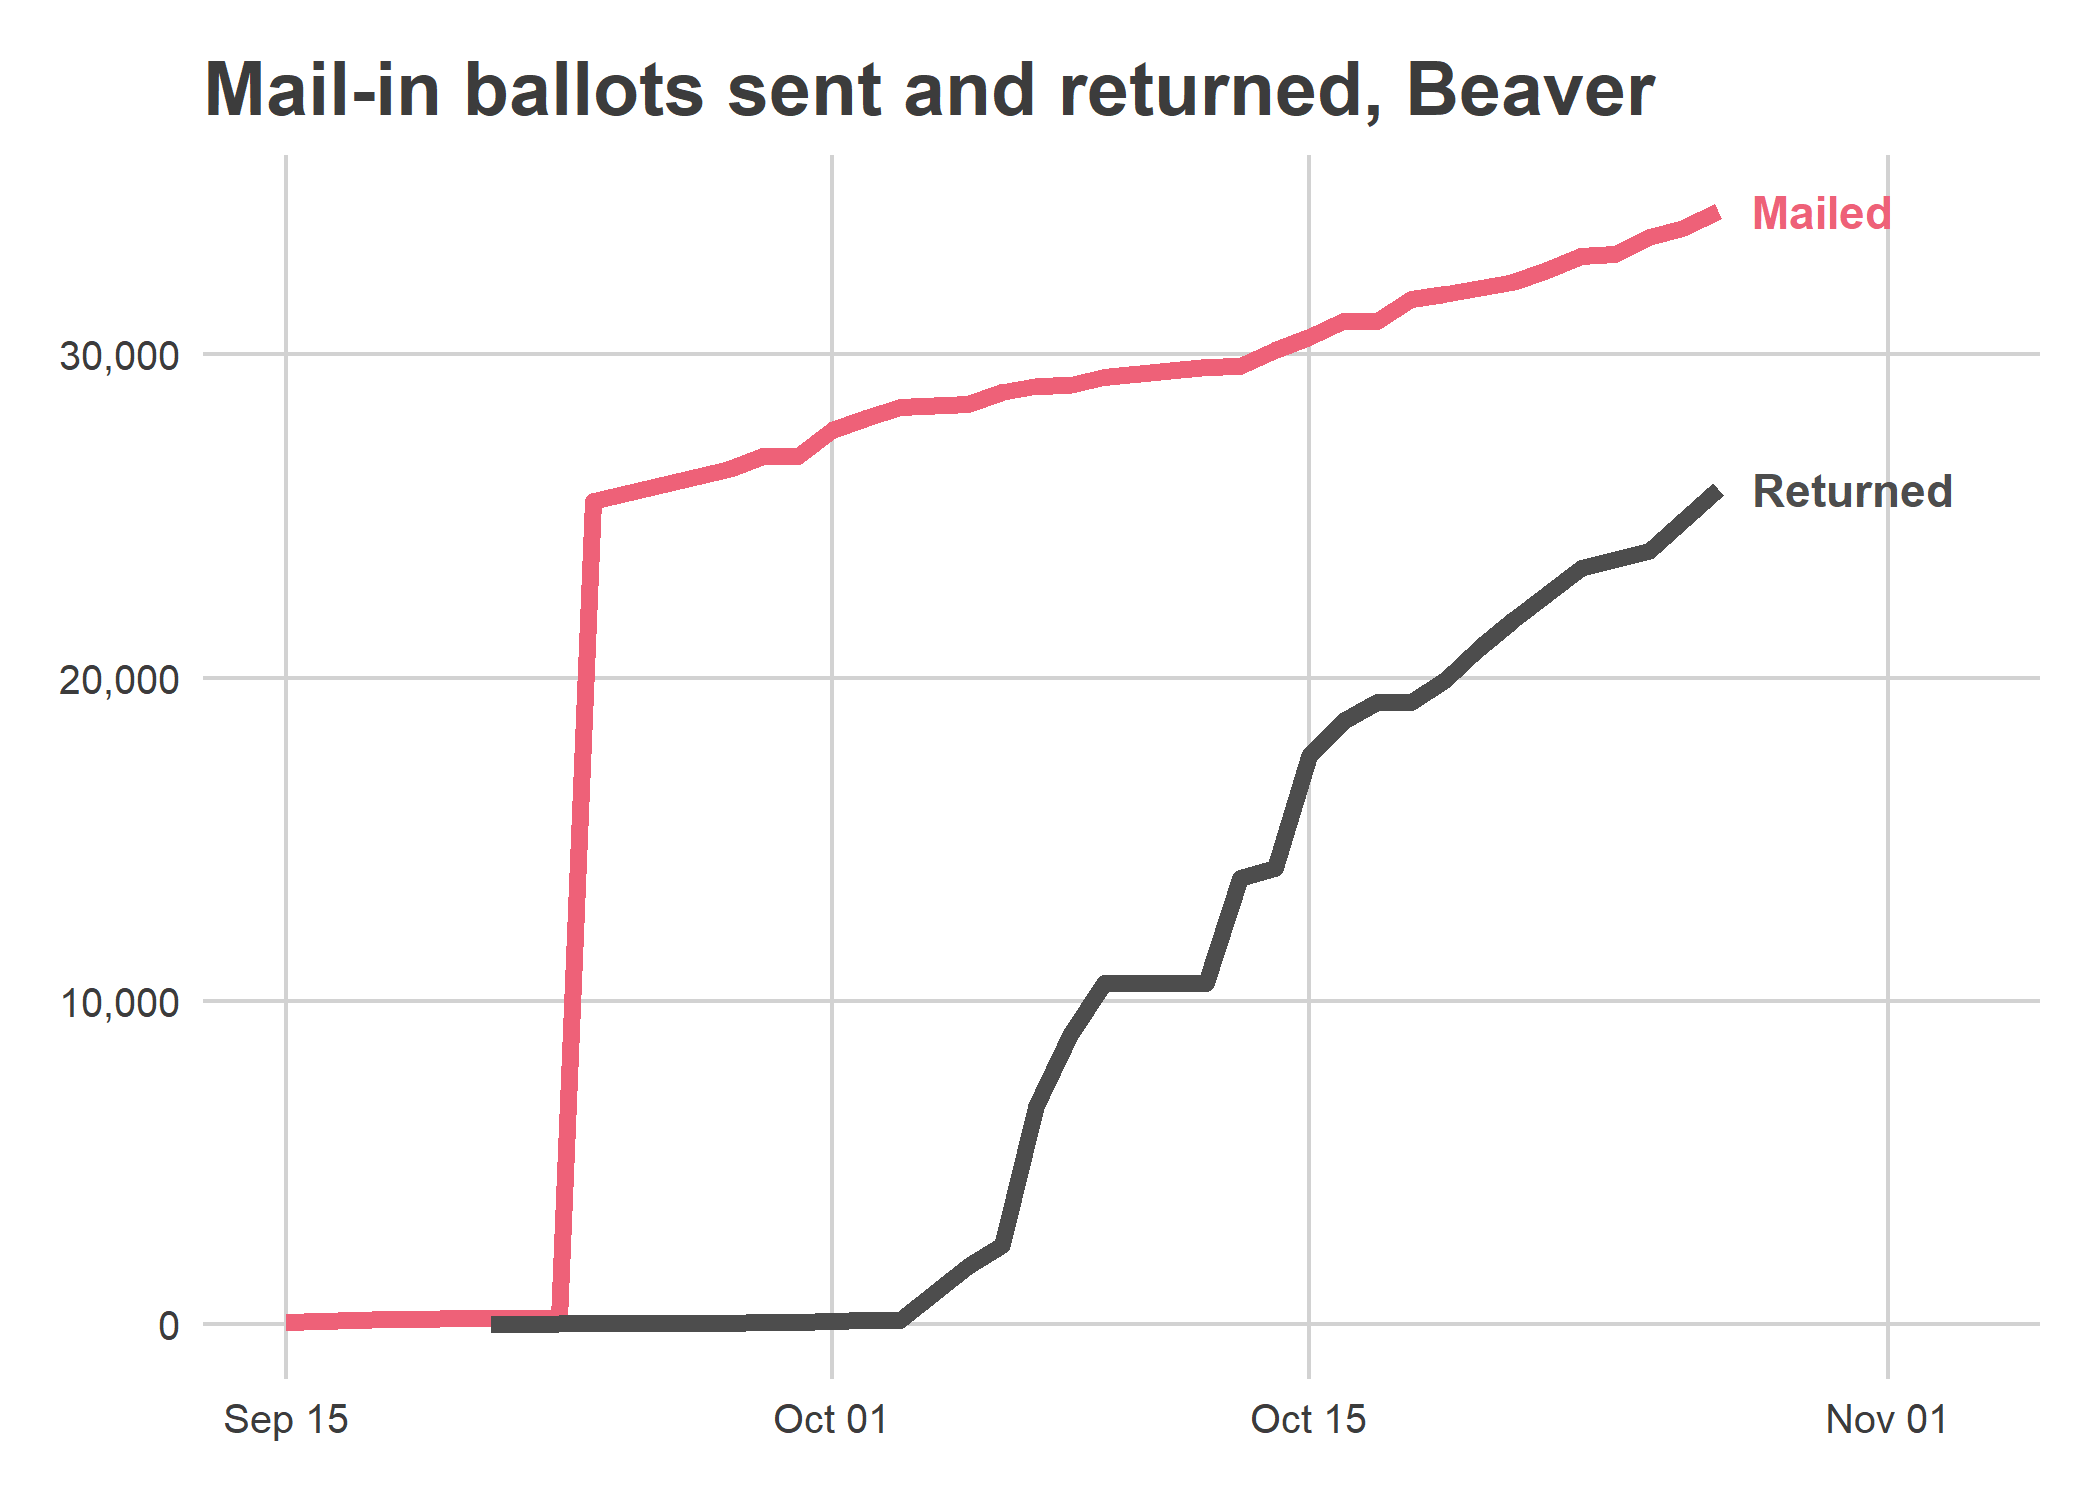 Mail-in ballots sent and returned, Beaver
Mailed
30,000
Returned
20,000
10,000
0
Sep 15 Oct 01 Oct 15 Nov 01